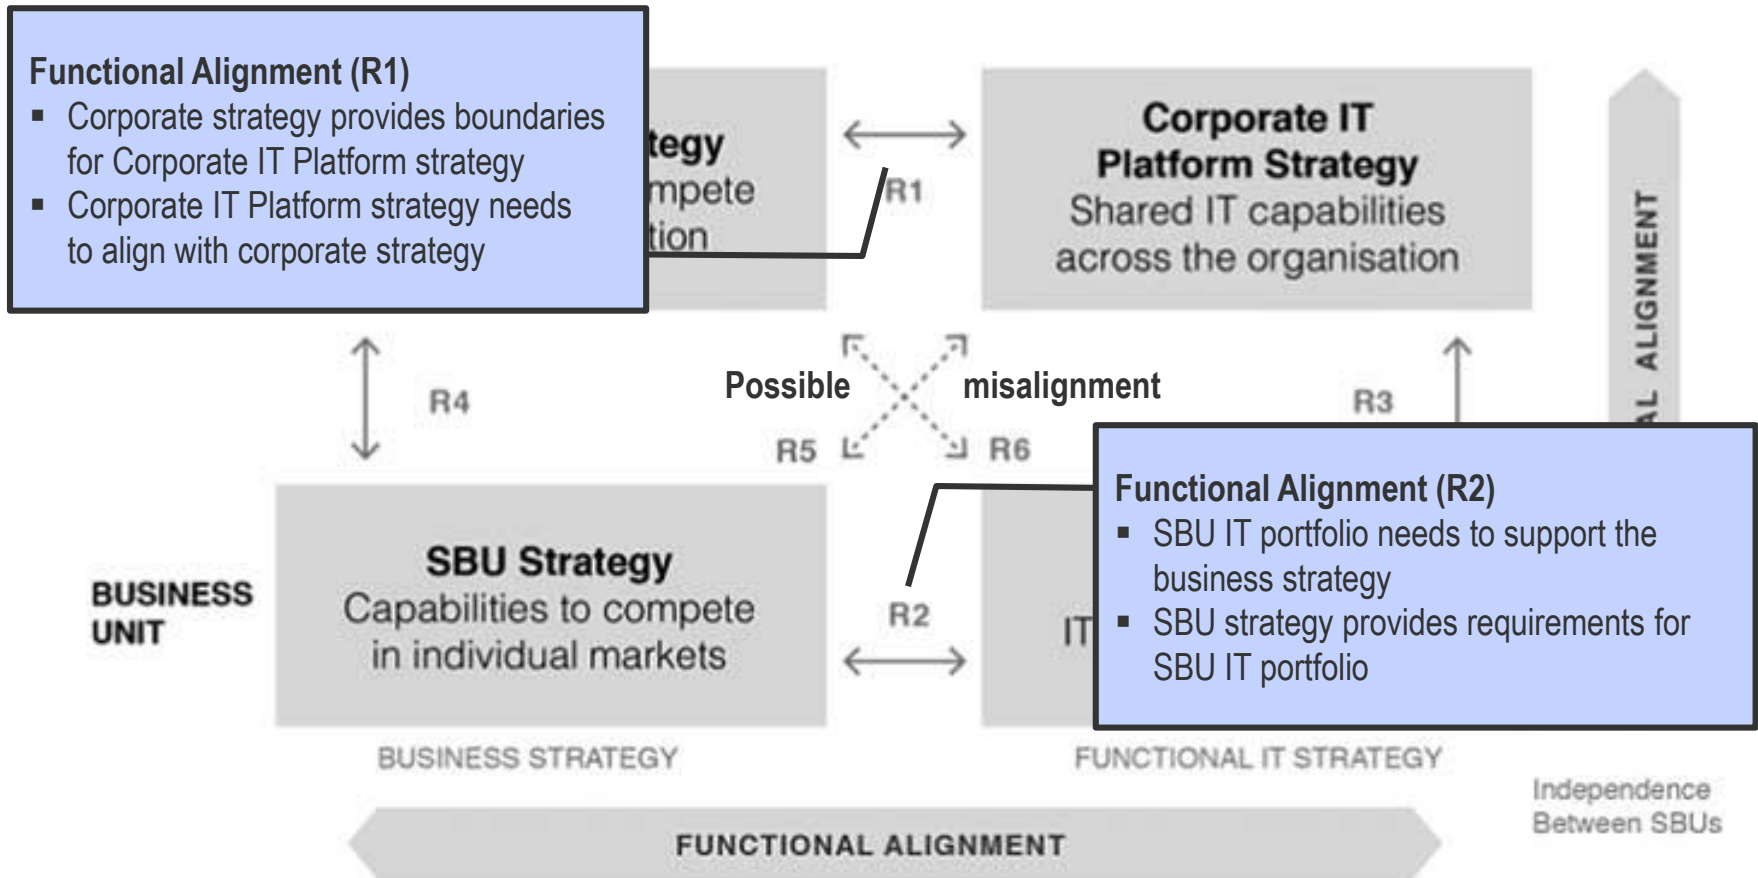 Functional Alignment (R1)
▪ Corporate strategy provides boundaries
for Corporate IT Platform strategy
▪ Corporate IT Platform strategy needs
to align with corporate strategy
tegy
mpete
tion
R1
Corporate IT
Platform Strategy
Shared IT capabilities
across the organisation
AL ALIGNMENT
R4
Possible
misalignment
R3
R5
R6
Functional Alignment (R2)
▪ SBU IT portfolio needs to support the
business strategy
▪ SBU strategy provides requirements for
SBU IT portfolio
BUSINESS
UNIT
SBU Strategy
Capabilities to compete
in individual markets
R2
IT
BUSINESS STRATEGY
FUNCTIONAL IT STRATEGY
Independence
Between SBUs
FUNCTIONAL ALIGNMENT